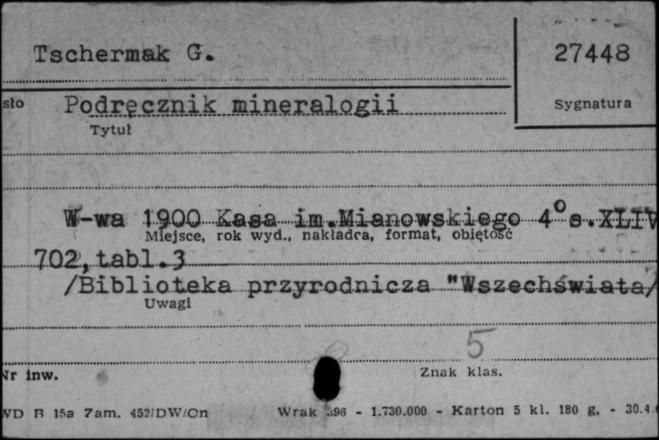 Tschermak G. 27448
sło Podręcznik mineralogii Sygnatura
Tytuł
W-wa 1900 Kasa im.Mianowskiego 4° s.XLIV
Miejsce, rok wyd., nakładca, format, objętość
702,tabl.3
/Biblioteka przyrodnicza "Wszechświata/
Uwagi
5
Nr inw. Znak klas.
WD B 15a Zam. 452/DW/On Wrak 396 - 1.730.000 - Karton 5 kl. 180 g, - 30.4.